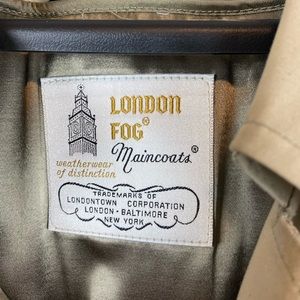 LONDON
FOG®
Maincoats®
weatherwear
of distinction
TRADEMARKS OF
LONDONTOWN CORPORATION
LONDON · BALTIMORE
NEW YORK